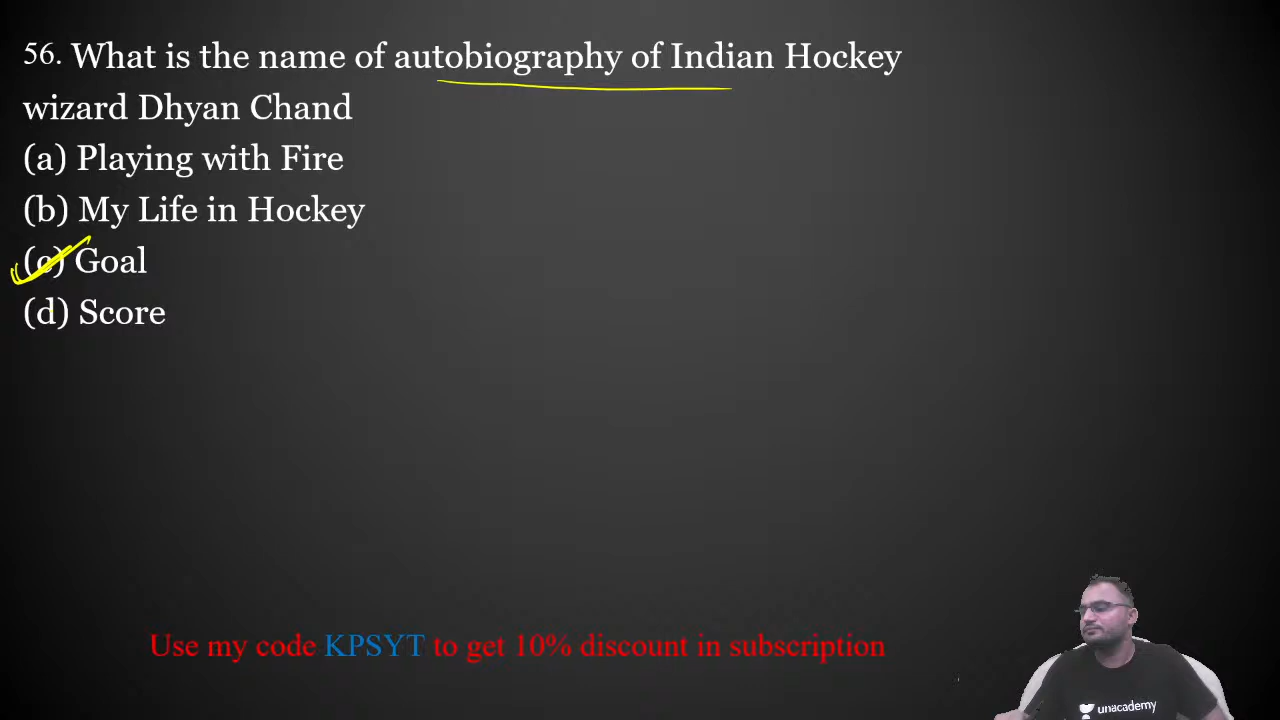 56. What is the name of autobiography of Indian Hockey
wizard Dhyan Chand
(a) Playing with Fire
(b) My Life in Hockey
(c) Goal
(d) Score
Use my code KPSYT to get 10% discount in subscription
unacademy